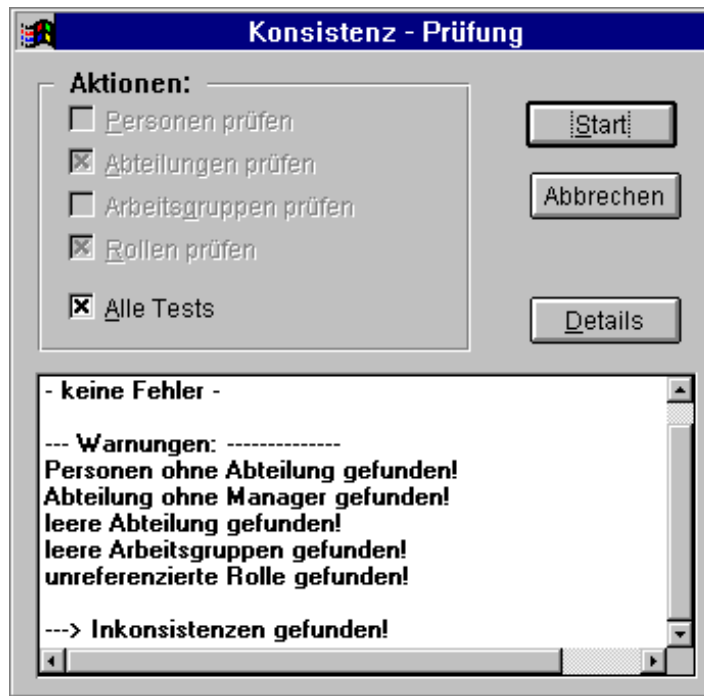 Konsistenz - Prüfung
Aktionen:
Personen prüfen
Abteilungen prüfen
Arbeitsgruppen prüfen
Rollen prüfen
Alle Tests
Start
Abbrechen
Details
- keine Fehler -
--- Warnungen: --------------
Personen ohne Abteilung gefunden!
Abteilung ohne Manager gefunden!
leere Abteilung gefunden!
leere Arbeitsgruppen gefunden!
unreferenzierte Rolle gefunden!
---> Inkonsistenzen gefunden!